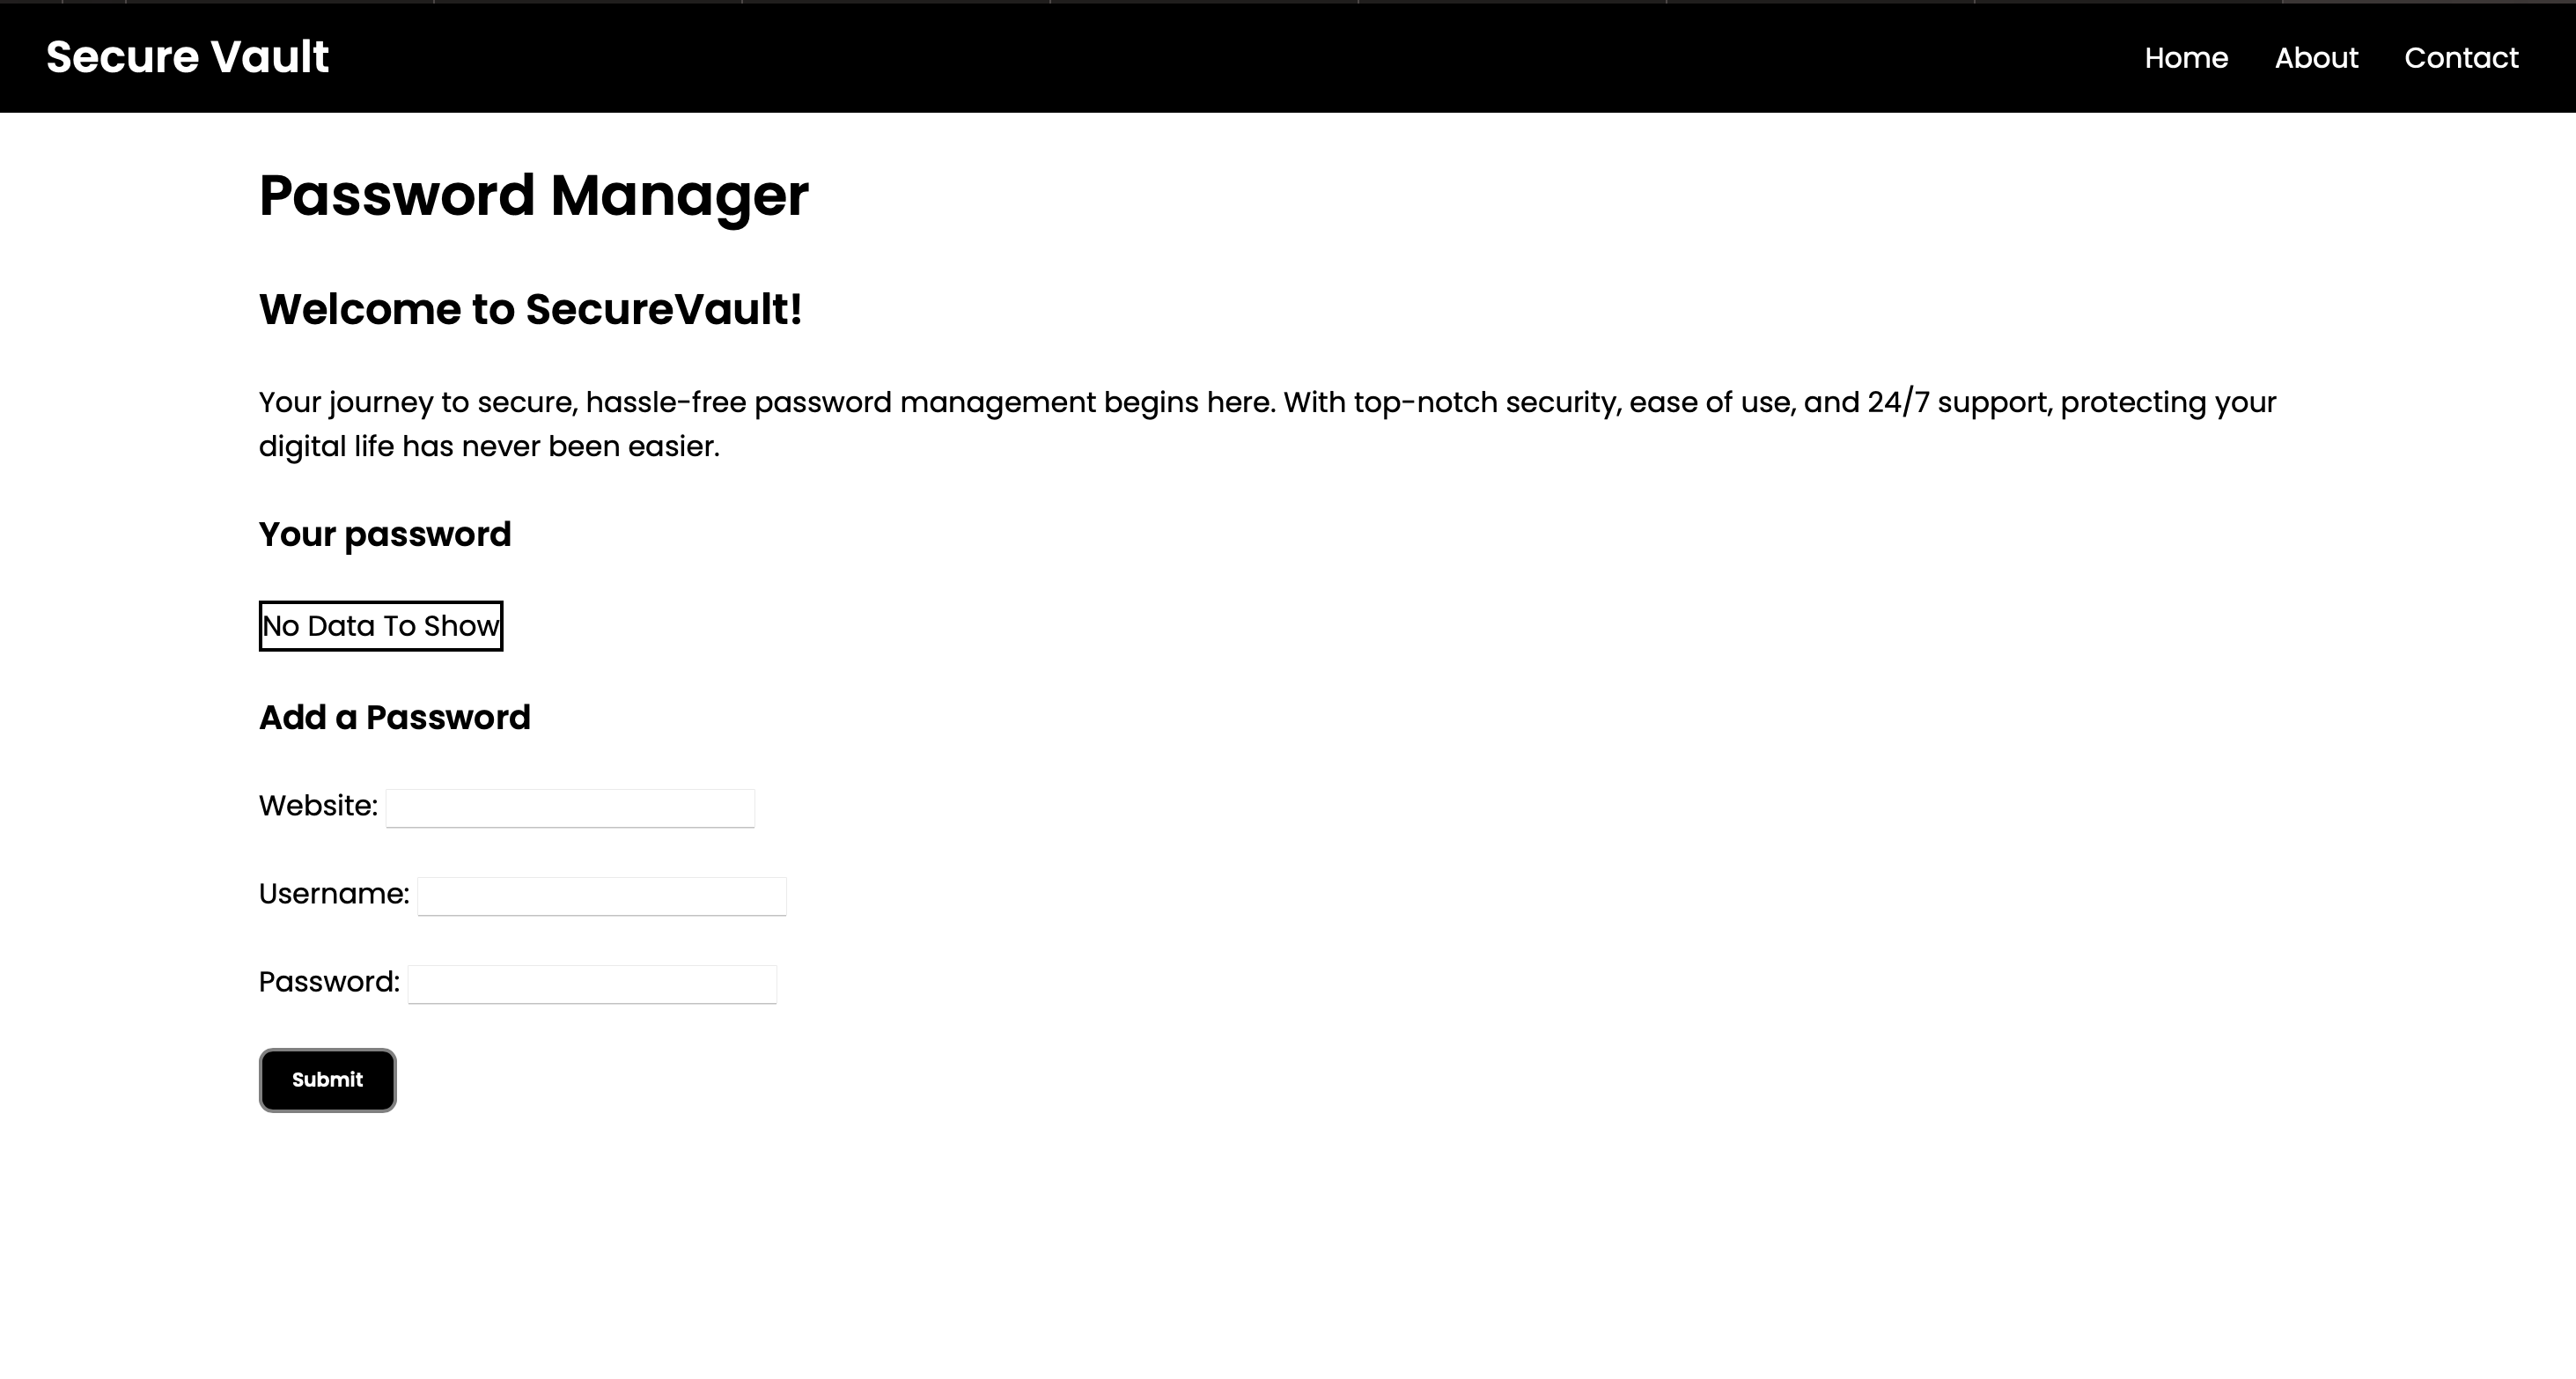 Secure Vault
Home About Contact
Password Manager
Welcome to SecureVault!
Your journey to secure, hassle-free password management begins here. With top-notch security, ease of use, and 24/7 support, protecting your
digital life has never been easier.
Your password
No Data To Show
Add a Password
Website:
Username:
Password:
Submit